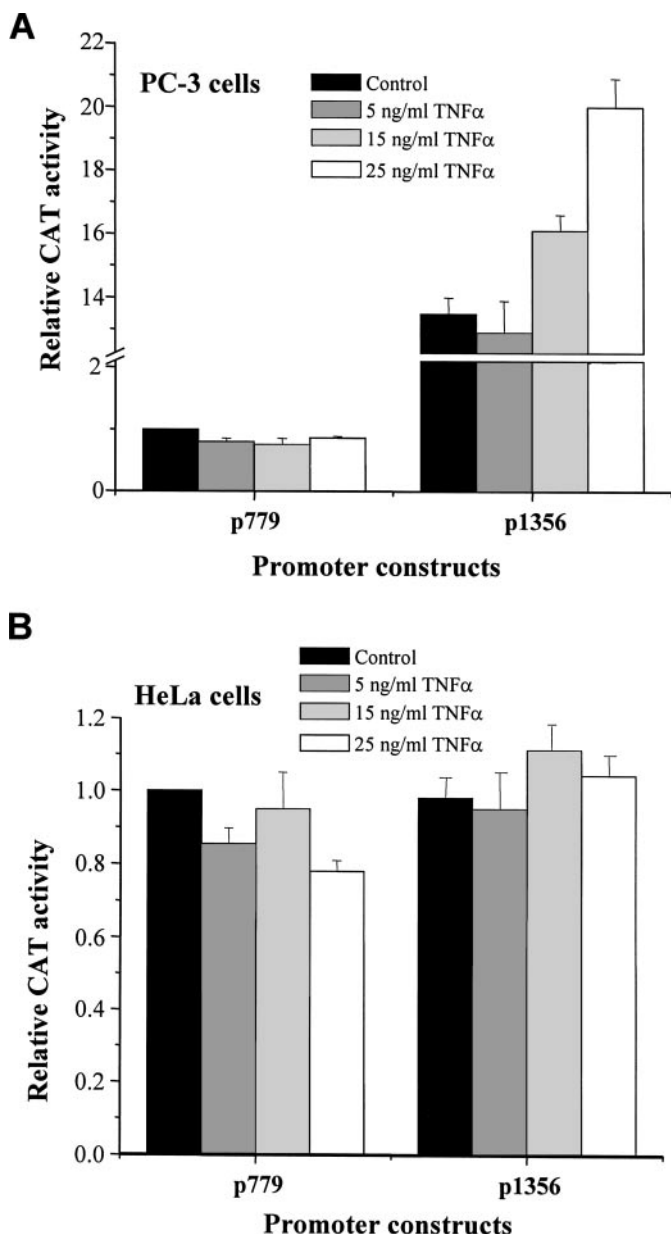 A
PC-3 cells
Control
5 ng/ml TNFα
15 ng/ml TNFα
25 ng/ml TNFα
Relative CAT activity
22
20
18
16
14
2
0
p779
p1356
Promoter constructs
B
HeLa cells
Control
5 ng/ml TNFα
15 ng/ml TNFα
25 ng/ml TNFα
Relative CAT activity
1.2
1.0
0.8
0.6
0.4
0.2
0.0
p779
p1356
Promoter constructs